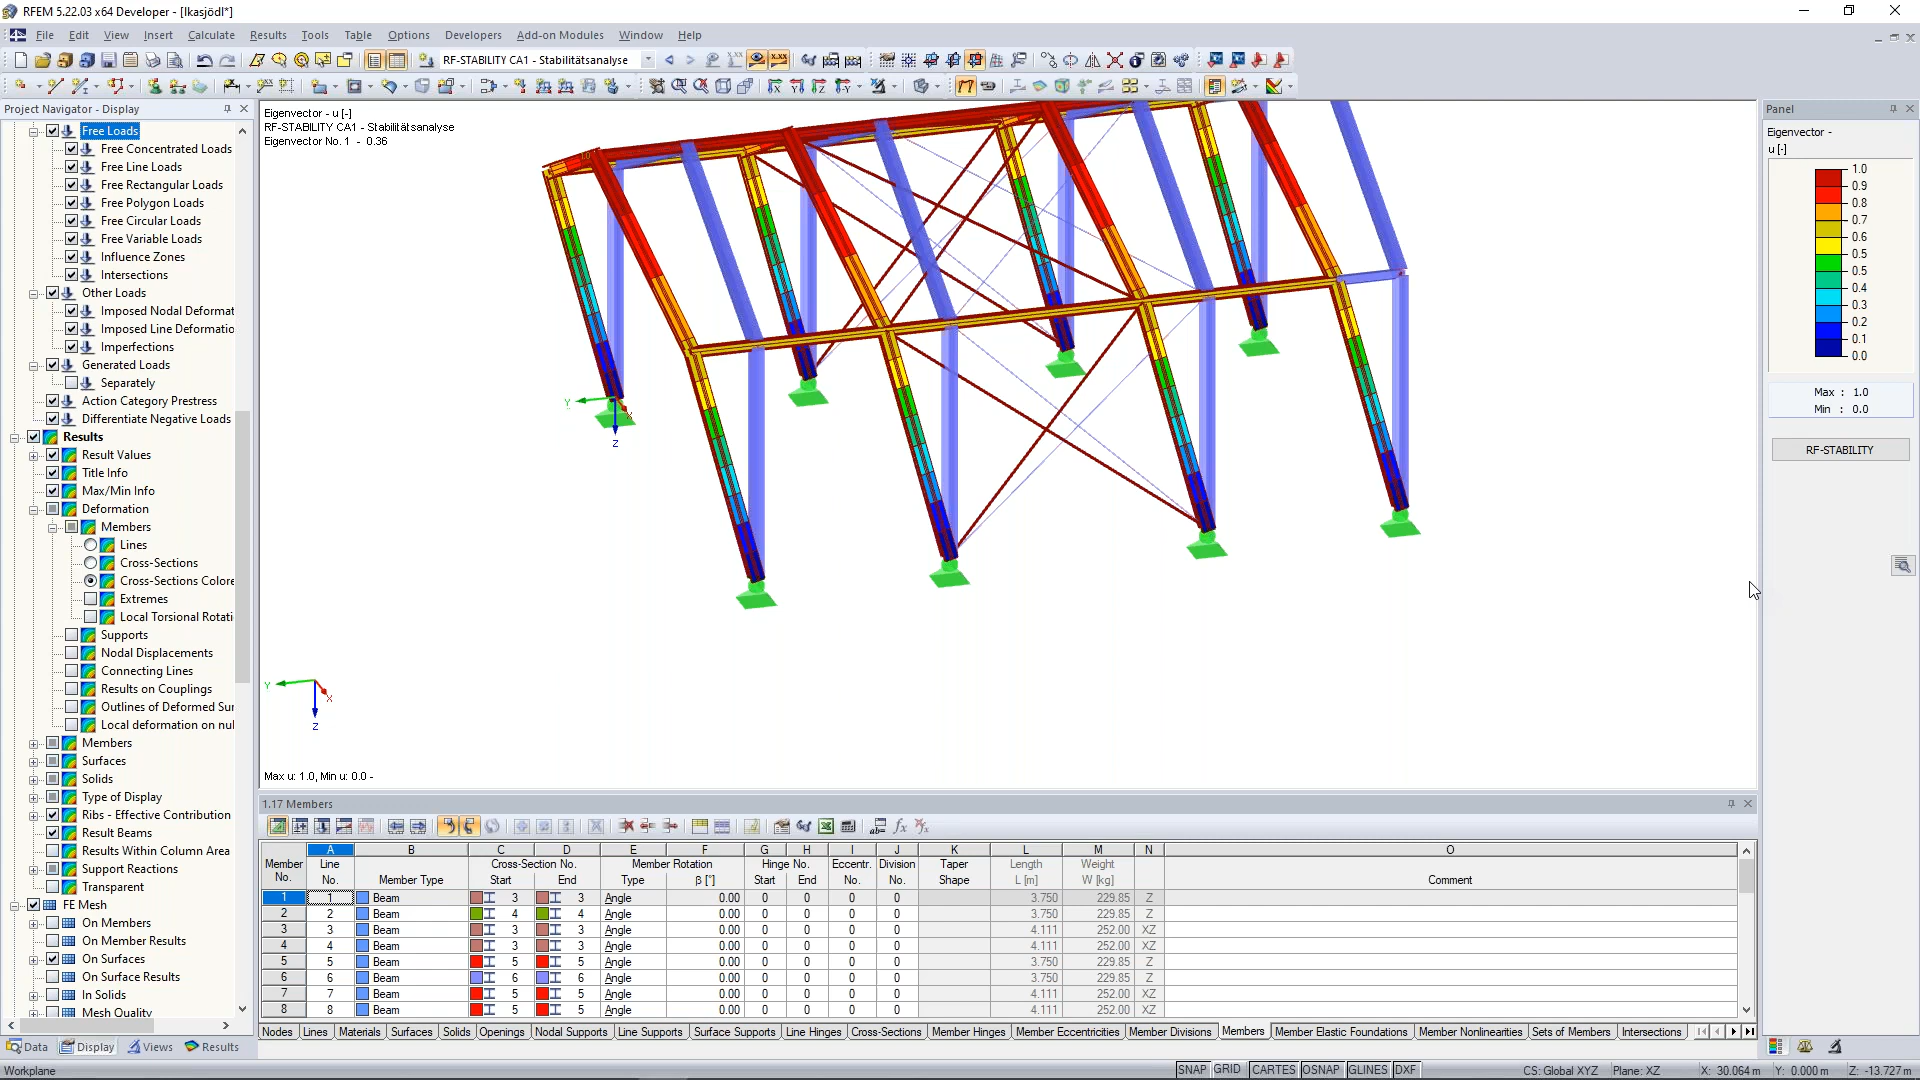 RFEM 5.22.03 x64 Developer - [lkasjödl*]
File Edit View Insert Calculate Results Tools Table Options Developers Add-on Modules Window Help
RF-STABILITY CA1 - Stabilitätsanalyse
Project Navigator - Display
Free Loads
Free Concentrated Loads
Free Line Loads
Free Rectangular Loads
Free Polygon Loads
Free Circular Loads
Free Variable Loads
Influence Zones
Intersections
Other Loads
Imposed Nodal Deformat
Imposed Line Deformatio
Imperfections
Generated Loads
Separately
Action Category Prestress
Differentiate Negative Loads
Results
Result Values
Title Info
Max/Min Info
Deformation
Members
Lines
Cross-Sections
Cross-Sections Colore
Extremes
Local Torsional Rotati
Supports
Nodal Displacements
Connecting Lines
Results on Couplings
Outlines of Deformed Sur
Local deformation on nul
Members
Surfaces
Solids
Type of Display
Ribs - Effective Contribution
Result Beams
Results Within Column Area
Support Reactions
Transparent
FE Mesh
On Members
On Member Results
On Surfaces
On Surface Results
In Solids
Mesh Quality
Data Display Views Results
Eigenvector - u [-]
RF-STABILITY CA1 - Stabilitätsanalyse
Eigenvector No. 1 - 0.36
1.0
Y
X
Z
Y
X
Z
Max u: 1.0, Min u: 0.0 -
Panel
Eigenvector -
u [-]
1.0
0.9
0.8
0.7
0.6
0.5
0.5
0.4
0.3
0.2
0.1
0.0
Max : 1.0
Min : 0.0
RF-STABILITY
1.17 Members
A B C D E F G H I J K L M N O
Member Line Cross-Section No. Member Rotation Hinge No. Eccentr. Division Taper Length Weight
No. No. Member Type Start End Type β [°] Start End No. No. Shape L [m] W [kg] Comment
1 1 Beam 3 3 Angle 0.00 0 0 0 0 3.750 229.85 Z
2 2 Beam 4 4 Angle 0.00 0 0 0 0 3.750 229.85 Z
3 3 Beam 3 3 Angle 0.00 0 0 0 0 4.111 252.00 XZ
4 4 Beam 3 3 Angle 0.00 0 0 0 0 4.111 252.00 XZ
5 5 Beam 5 5 Angle 0.00 0 0 0 0 3.750 229.85 Z
6 6 Beam 6 6 Angle 0.00 0 0 0 0 3.750 229.85 Z
7 7 Beam 5 5 Angle 0.00 0 0 0 0 4.111 252.00 XZ
8 8 Beam 5 5 Angle 0.00 0 0 0 0 4.111 252.00 XZ
Nodes Lines Materials Surfaces Solids Openings Nodal Supports Line Supports Surface Supports Line Hinges Cross-Sections Member Hinges Member Eccentricities Member Divisions Members Member Elastic Foundations Member Nonlinearities Sets of Members Intersections
Workplane SNAP GRID CARTES OSNAP GLINES DXF CS: Global XYZ Plane: XZ X: 30.064 m Y: 0.000 m Z: -13.727 m